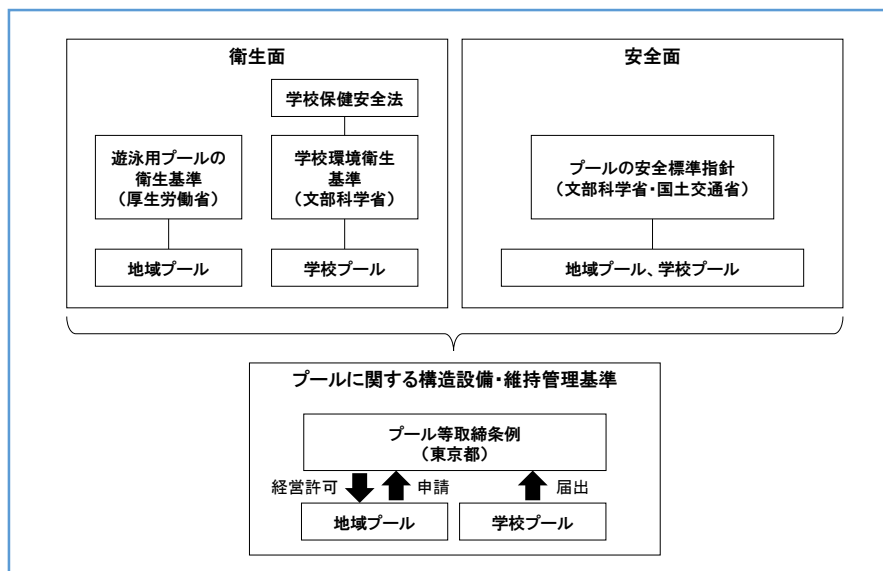 衛生面
学校保健安全法
遊泳用プールの
衛生基準
（厚生労働省）
学校環境衛生
基準
（文部科学省）
地域プール
学校プール
安全面
プールの安全標準指針
（文部科学省・国土交通省）
地域プール、学校プール
プールに関する構造設備・維持管理基準
プール等取締条例
（東京都）
経営許可
申請
届出
地域プール
学校プール